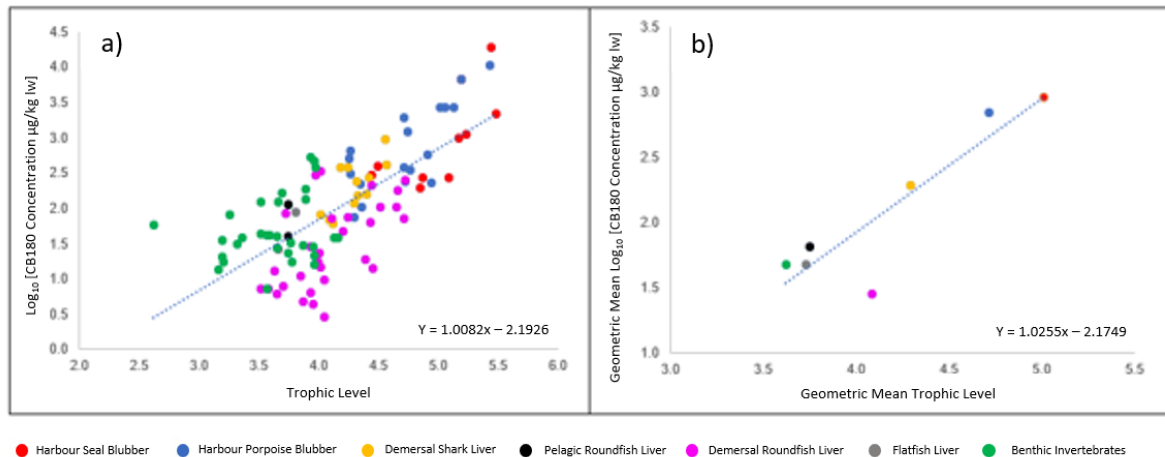 a)
Log₁₀ [CB180 Concentration µg/kg lw]
4.5
4.0
3.5
3.0
2.5
2.0
1.5
1.0
0.5
0.0
2.0 2.5 3.0 3.5 4.0 4.5 5.0 5.5 6.0
Y = 1.0082x – 2.1926
Trophic Level
b)
Geometric Mean Log₁₀ [CB180 Concentration µg/kg lw]
3.5
3.0
2.5
2.0
1.5
1.0
3.0 3.5 4.0 4.5 5.0 5.5
Y = 1.0255x – 2.1749
Geometric Mean Trophic Level
Harbour Seal Blubber Harbour Porpoise Blubber Demersal Shark Liver Pelagic Roundfish Liver Demersal Roundfish Liver Flatfish Liver Benthic Invertebrates